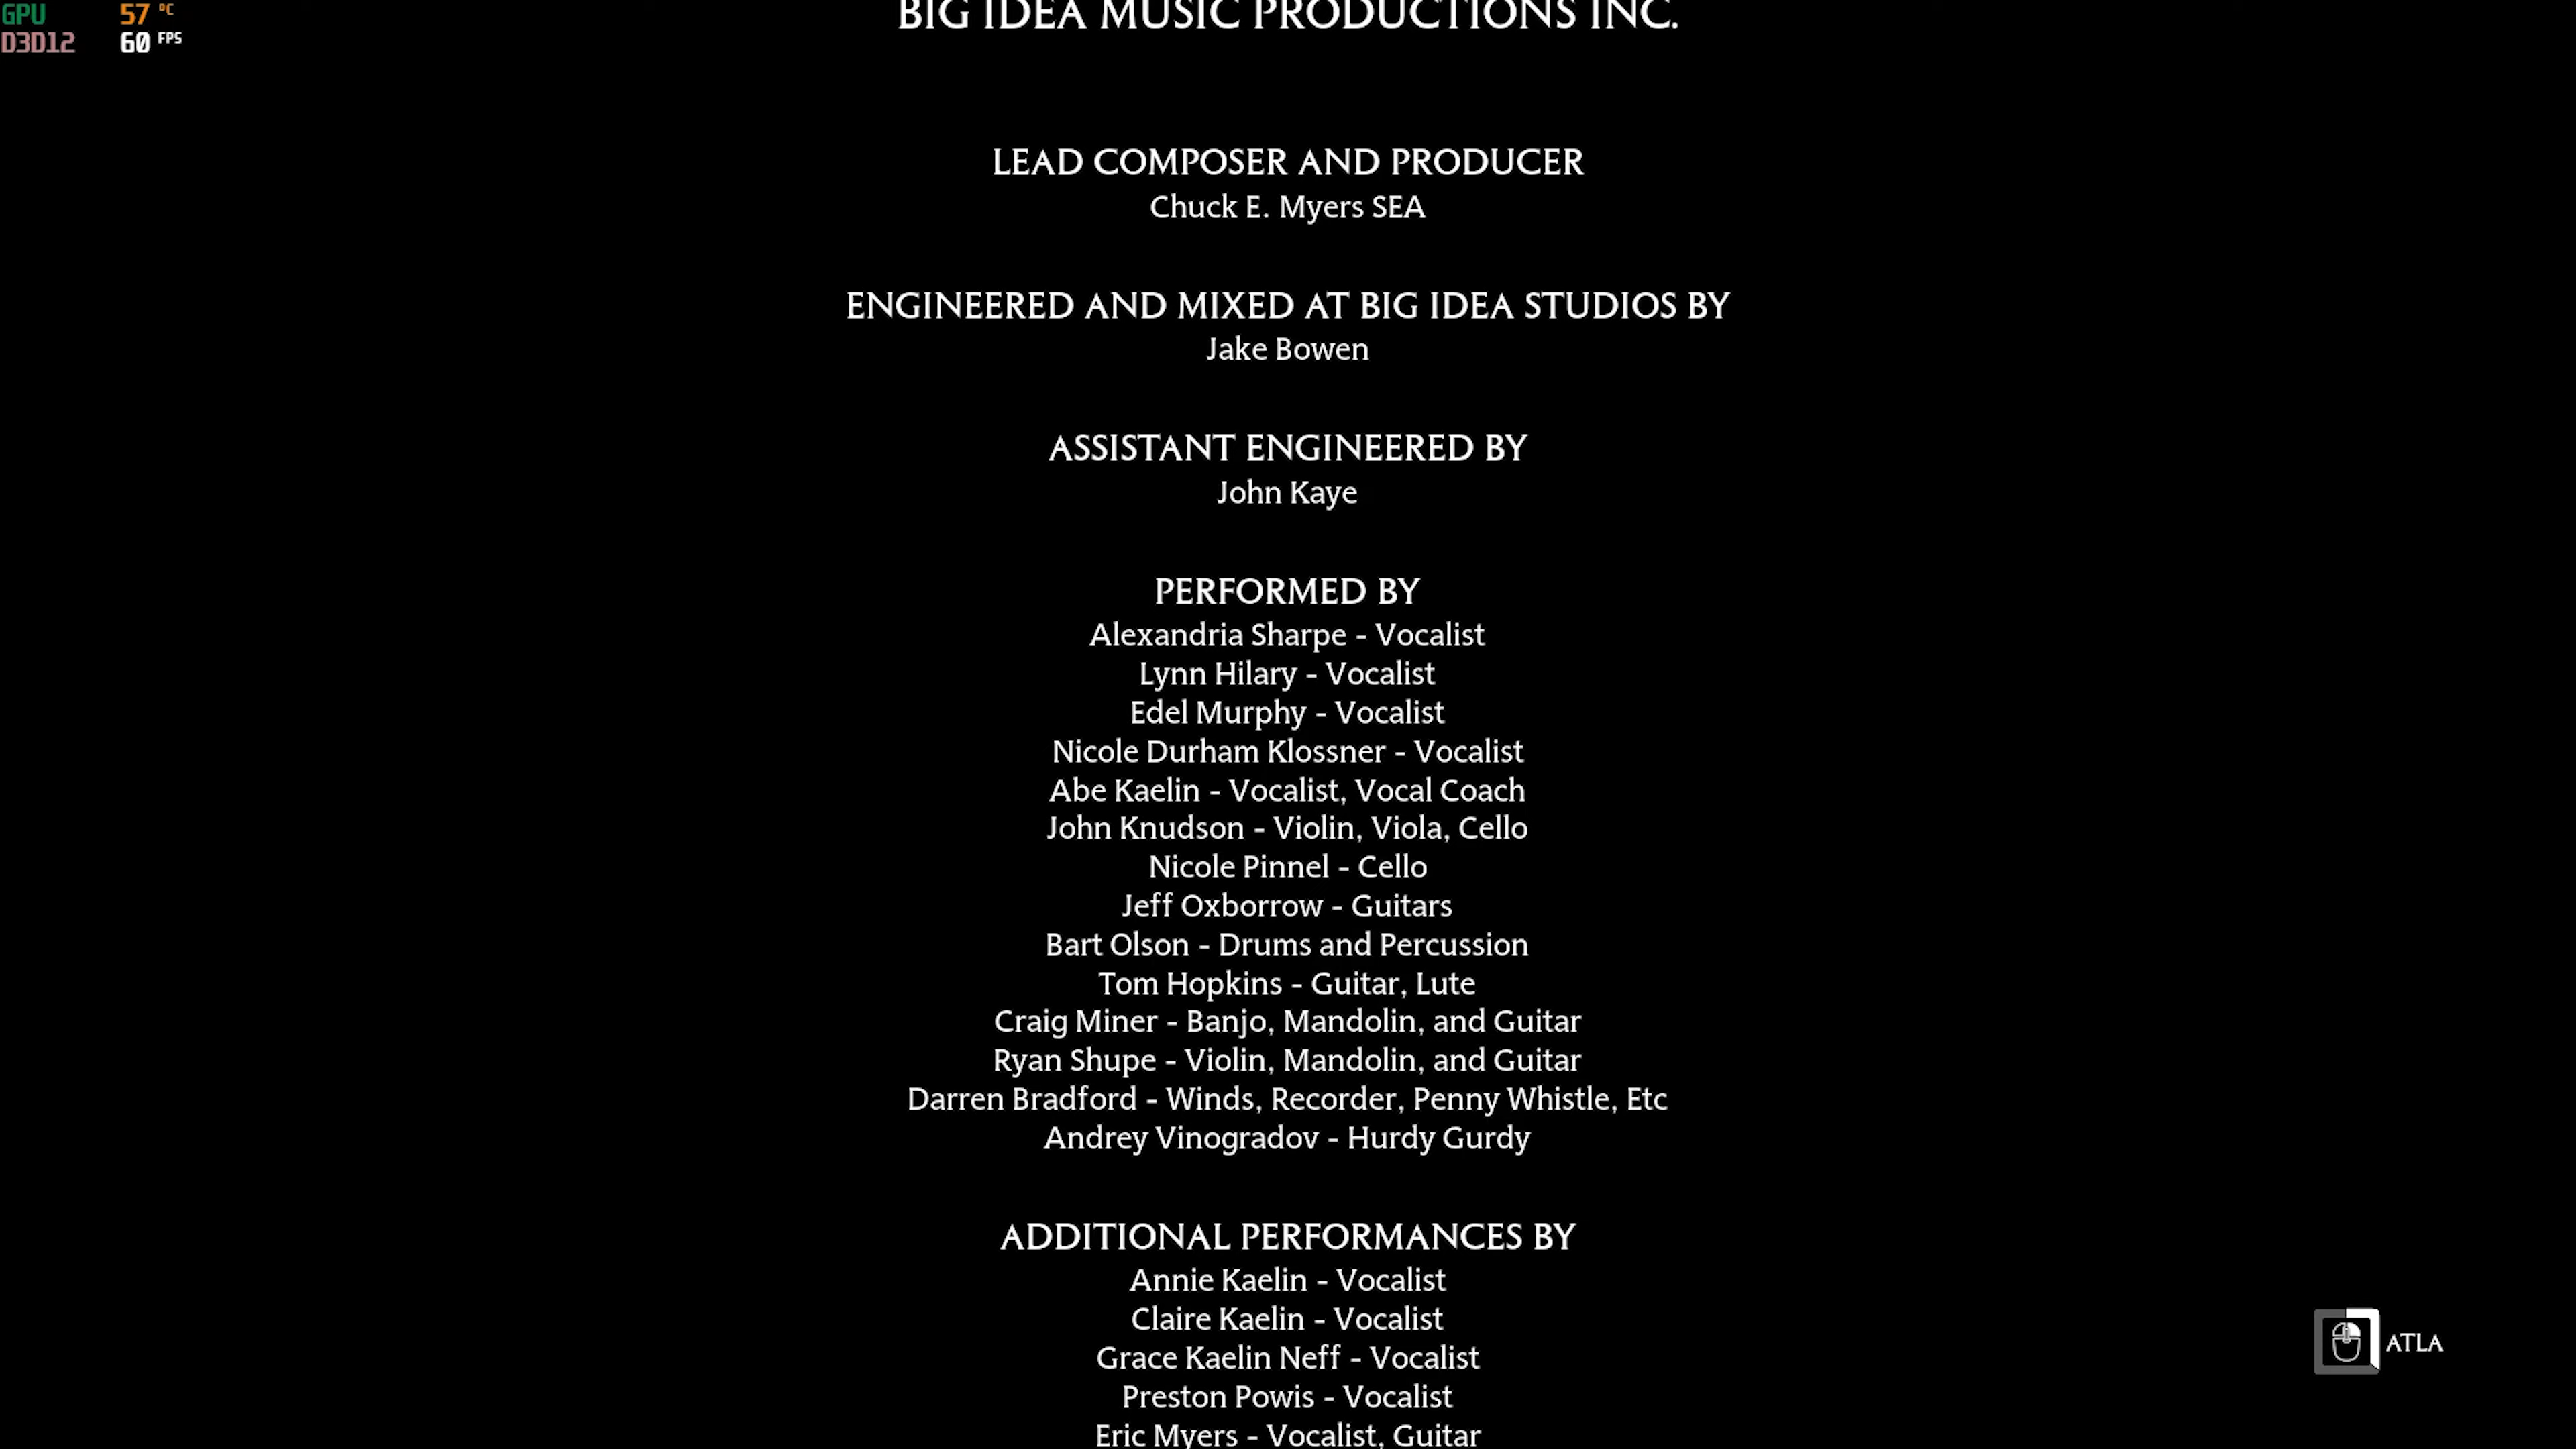 GPU 57 °C
D3D12 60 FPS
BIG IDEA MUSIC PRODUCTIONS INC.
LEAD COMPOSER AND PRODUCER
Chuck E. Myers SEA
ENGINEERED AND MIXED AT BIG IDEA STUDIOS BY
Jake Bowen
ASSISTANT ENGINEERED BY
John Kaye
PERFORMED BY
Alexandria Sharpe - Vocalist
Lynn Hilary - Vocalist
Edel Murphy - Vocalist
Nicole Durham Klossner - Vocalist
Abe Kaelin - Vocalist, Vocal Coach
John Knudson - Violin, Viola, Cello
Nicole Pinnel - Cello
Jeff Oxborrow - Guitars
Bart Olson - Drums and Percussion
Tom Hopkins - Guitar, Lute
Craig Miner - Banjo, Mandolin, and Guitar
Ryan Shupe - Violin, Mandolin, and Guitar
Darren Bradford - Winds, Recorder, Penny Whistle, Etc
Andrey Vinogradov - Hurdy Gurdy
ADDITIONAL PERFORMANCES BY
Annie Kaelin - Vocalist
Claire Kaelin - Vocalist
Grace Kaelin Neff - Vocalist
Preston Powis - Vocalist
Eric Myers - Vocalist, Guitar
ATLA